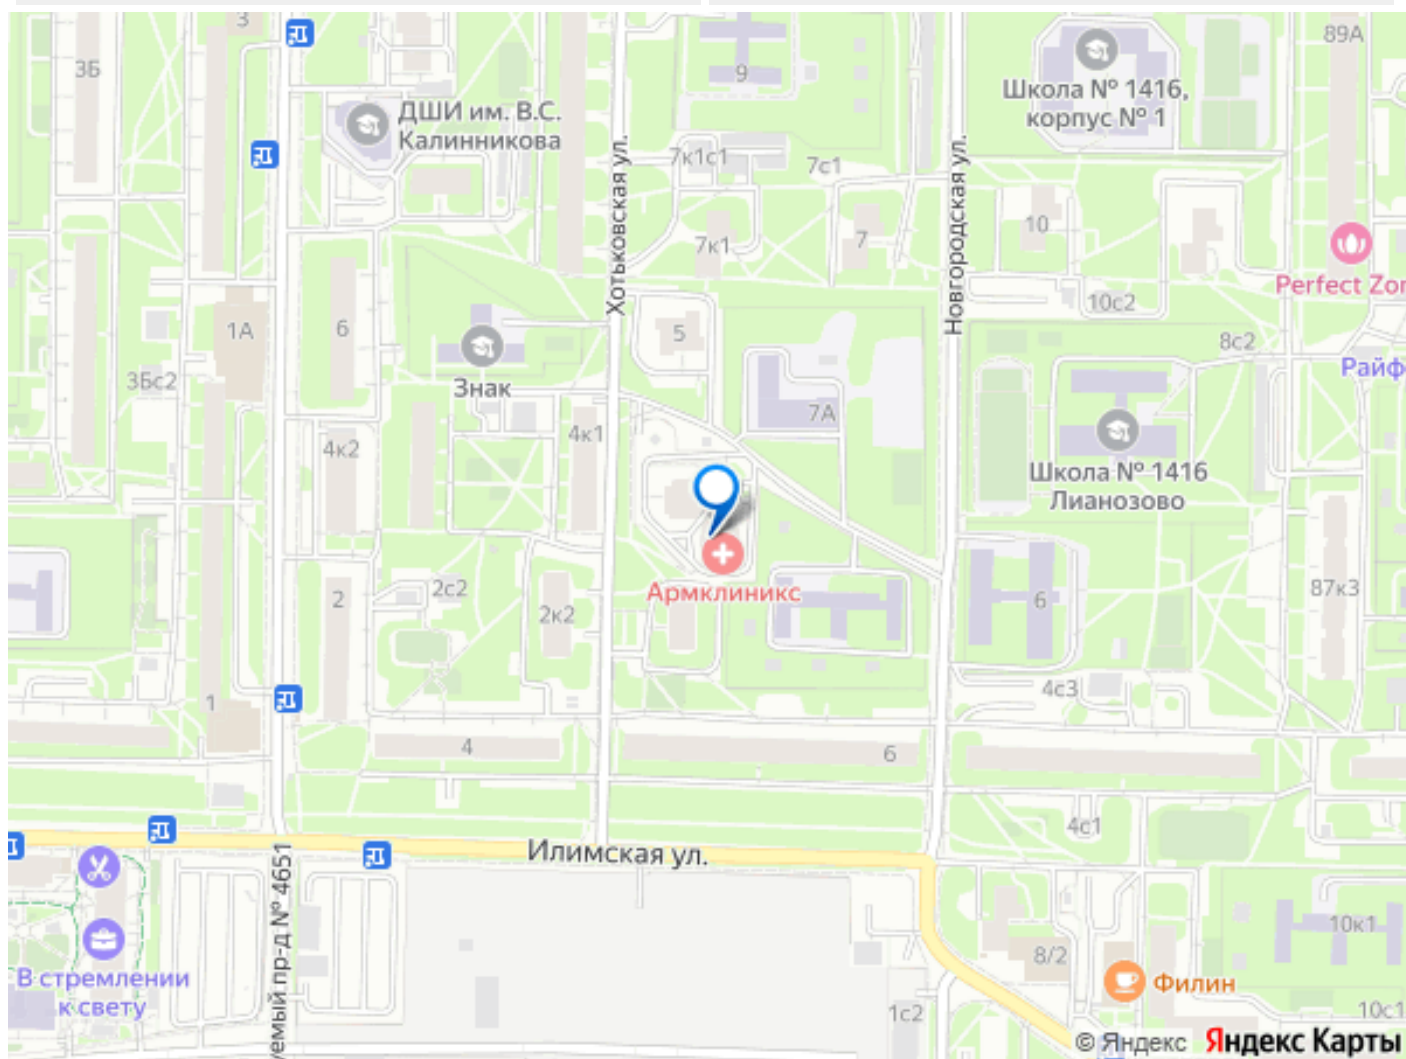 3
3Б
9
89А
ДШИ им. В.С.
Калинникова
Школа № 1416,
корпус № 1
Хотьковская ул.
7к1с1
7с1
Новгородская ул.
7к1
7
10
Perfect Zor
10с2
1А
6
5
8с2
3Бс2
Знак
Райф
7А
4к1
4к2
Школа № 1416
Лианозово
Армклиникс
2
2с2
2к2
6
87к3
4с3
1
4
6
4с1
Илимская ул.
уемый пр-д № 4651
10к1
8/2
В стремлении
к свету
Филин
1с2
10с1
© Яндекс Яндекс Карты